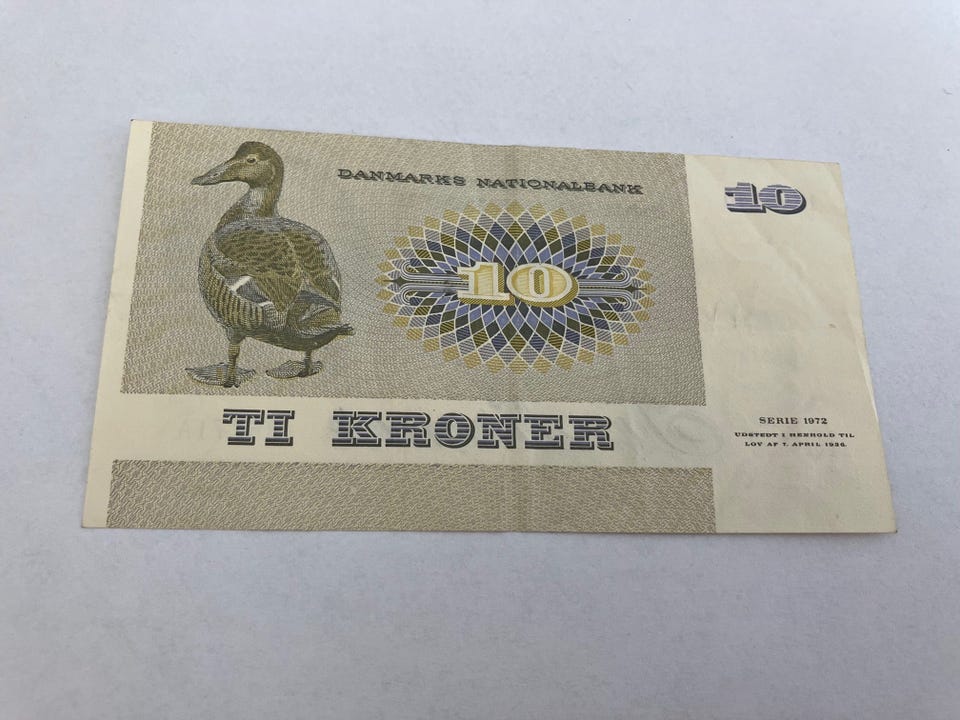 DANMARKS NATIONALBANK
10
10
TI KRONER
SERIE 1972
UDSTEDT I HENHOLD TIL
LOV AF 7. APRIL 1936.